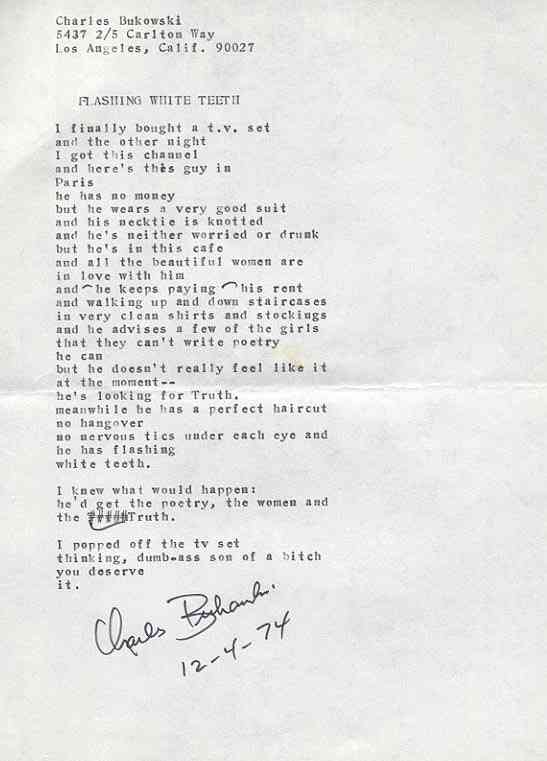 Charles Bukowski
5437 2/5 Carlton Way
Los Angeles, Calif. 90027
FLASHING WHITE TEETH
I finally bought a t.v. set
and the other night
I got this channel
and here's this guy in
Paris
he has no money
but he wears a very good suit
and his necktie is knotted
and he's neither worried or drunk
but he's in this cafe
and all the beautiful women are
in love with him
and he keeps paying his rent
and walking up and down staircases
in very clean shirts and stockings
and he advises a few of the girls
that they can't write poetry
he can
but he doesn't really feel like it
at the moment--
he's looking for Truth.
meanwhile he has a perfect haircut
no hangover
no nervous tics under each eye and
he has flashing
white teeth.
I knew what would happen:
he'd get the poetry, the women and
the #####Truth.
I popped off the tv set
thinking, dumb-ass son of a bitch
you deserve
it.
Charles Bukowski.
12-4-74